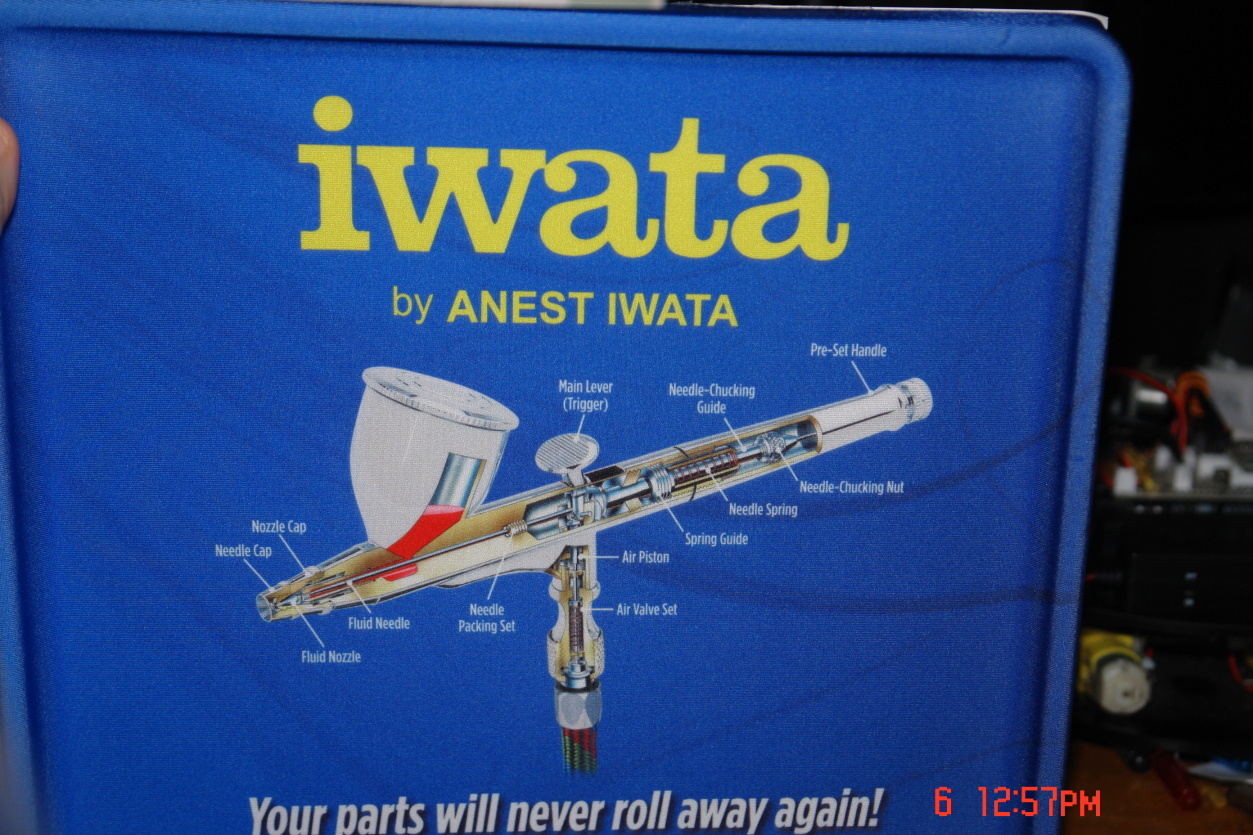 iwata
by ANEST IWATA
Pre-Set Handle
Main Lever
(Trigger)
Needle-Chucking
Guide
Needle-Chucking Nut
Needle Spring
Spring Guide
Nozzle Cap
Needle Cap
Air Piston
Needle
Packing Set
Air Valve Set
Fluid Needle
Fluid Nozzle
Your parts will never roll away again!
6 12:57PM